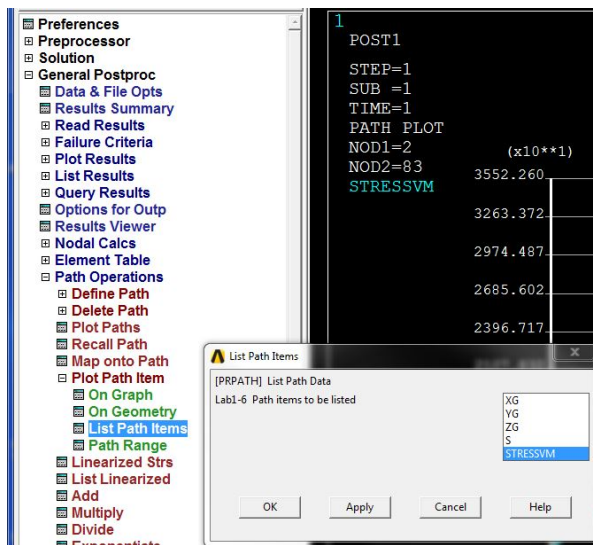 Preferences
Preprocessor
Solution
General Postproc
Data & File Opts
Results Summary
Read Results
Failure Criteria
Plot Results
List Results
Query Results
Options for Outp
Results Viewer
Nodal Calcs
Element Table
Path Operations
Define Path
Delete Path
Plot Paths
Recall Path
Map onto Path
Plot Path Item
On Graph
On Geometry
List Path Items
Path Range
Linearized Strs
List Linearized
Add
Multiply
Divide
1
POST1
STEP=1
SUB =1
TIME=1
PATH PLOT
NOD1=2
NOD2=83
STRESSVM
(x10**1)
3552.260
3263.372
2974.487
2685.602
2396.717
List Path Items
[PRPATH] List Path Data
Lab1-6 Path items to be listed
XG
YG
ZG
S
STRESSVM
OK
Apply
Cancel
Help